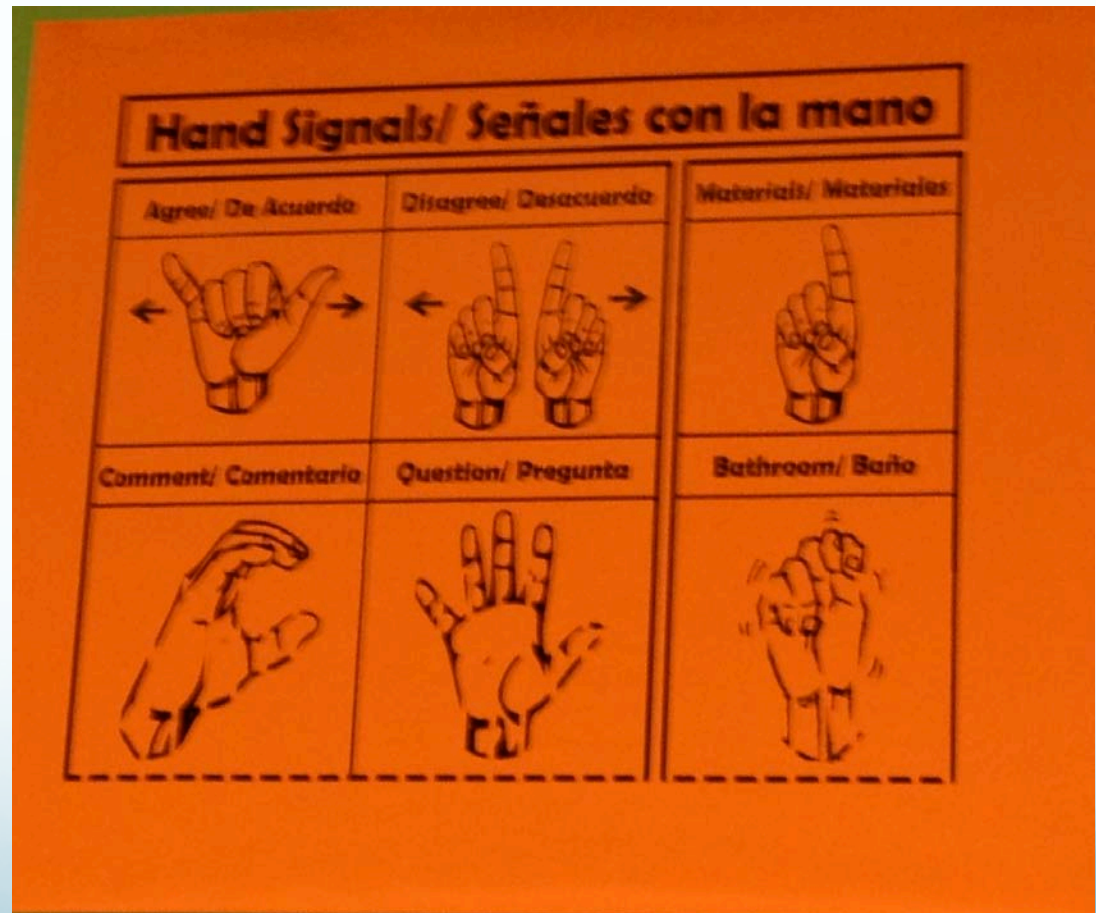 Hand Signals/ Señales con la mano
Agree/ De Acuerdo
Disagree/ Desacuerdo
Materials/ Materiales
Comment/ Comentario
Question/ Pregunta
Bathroom/ Baño